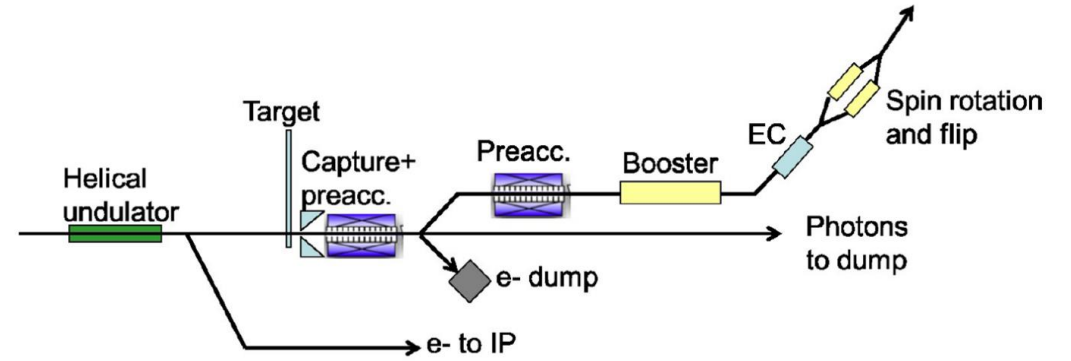 Target
Helical
undulator
Capture+
preacc.
Preacc.
Booster
EC
Spin rotation
and flip
Photons
to dump
e- dump
e- to IP